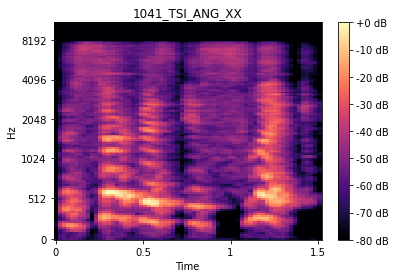 1041_TSI_ANG_XX
Hz
8192
4096
2048
1024
512
0
0
0.5
1
1.5
Time
+0 dB
-10 dB
-20 dB
-30 dB
-40 dB
-50 dB
-60 dB
-70 dB
-80 dB